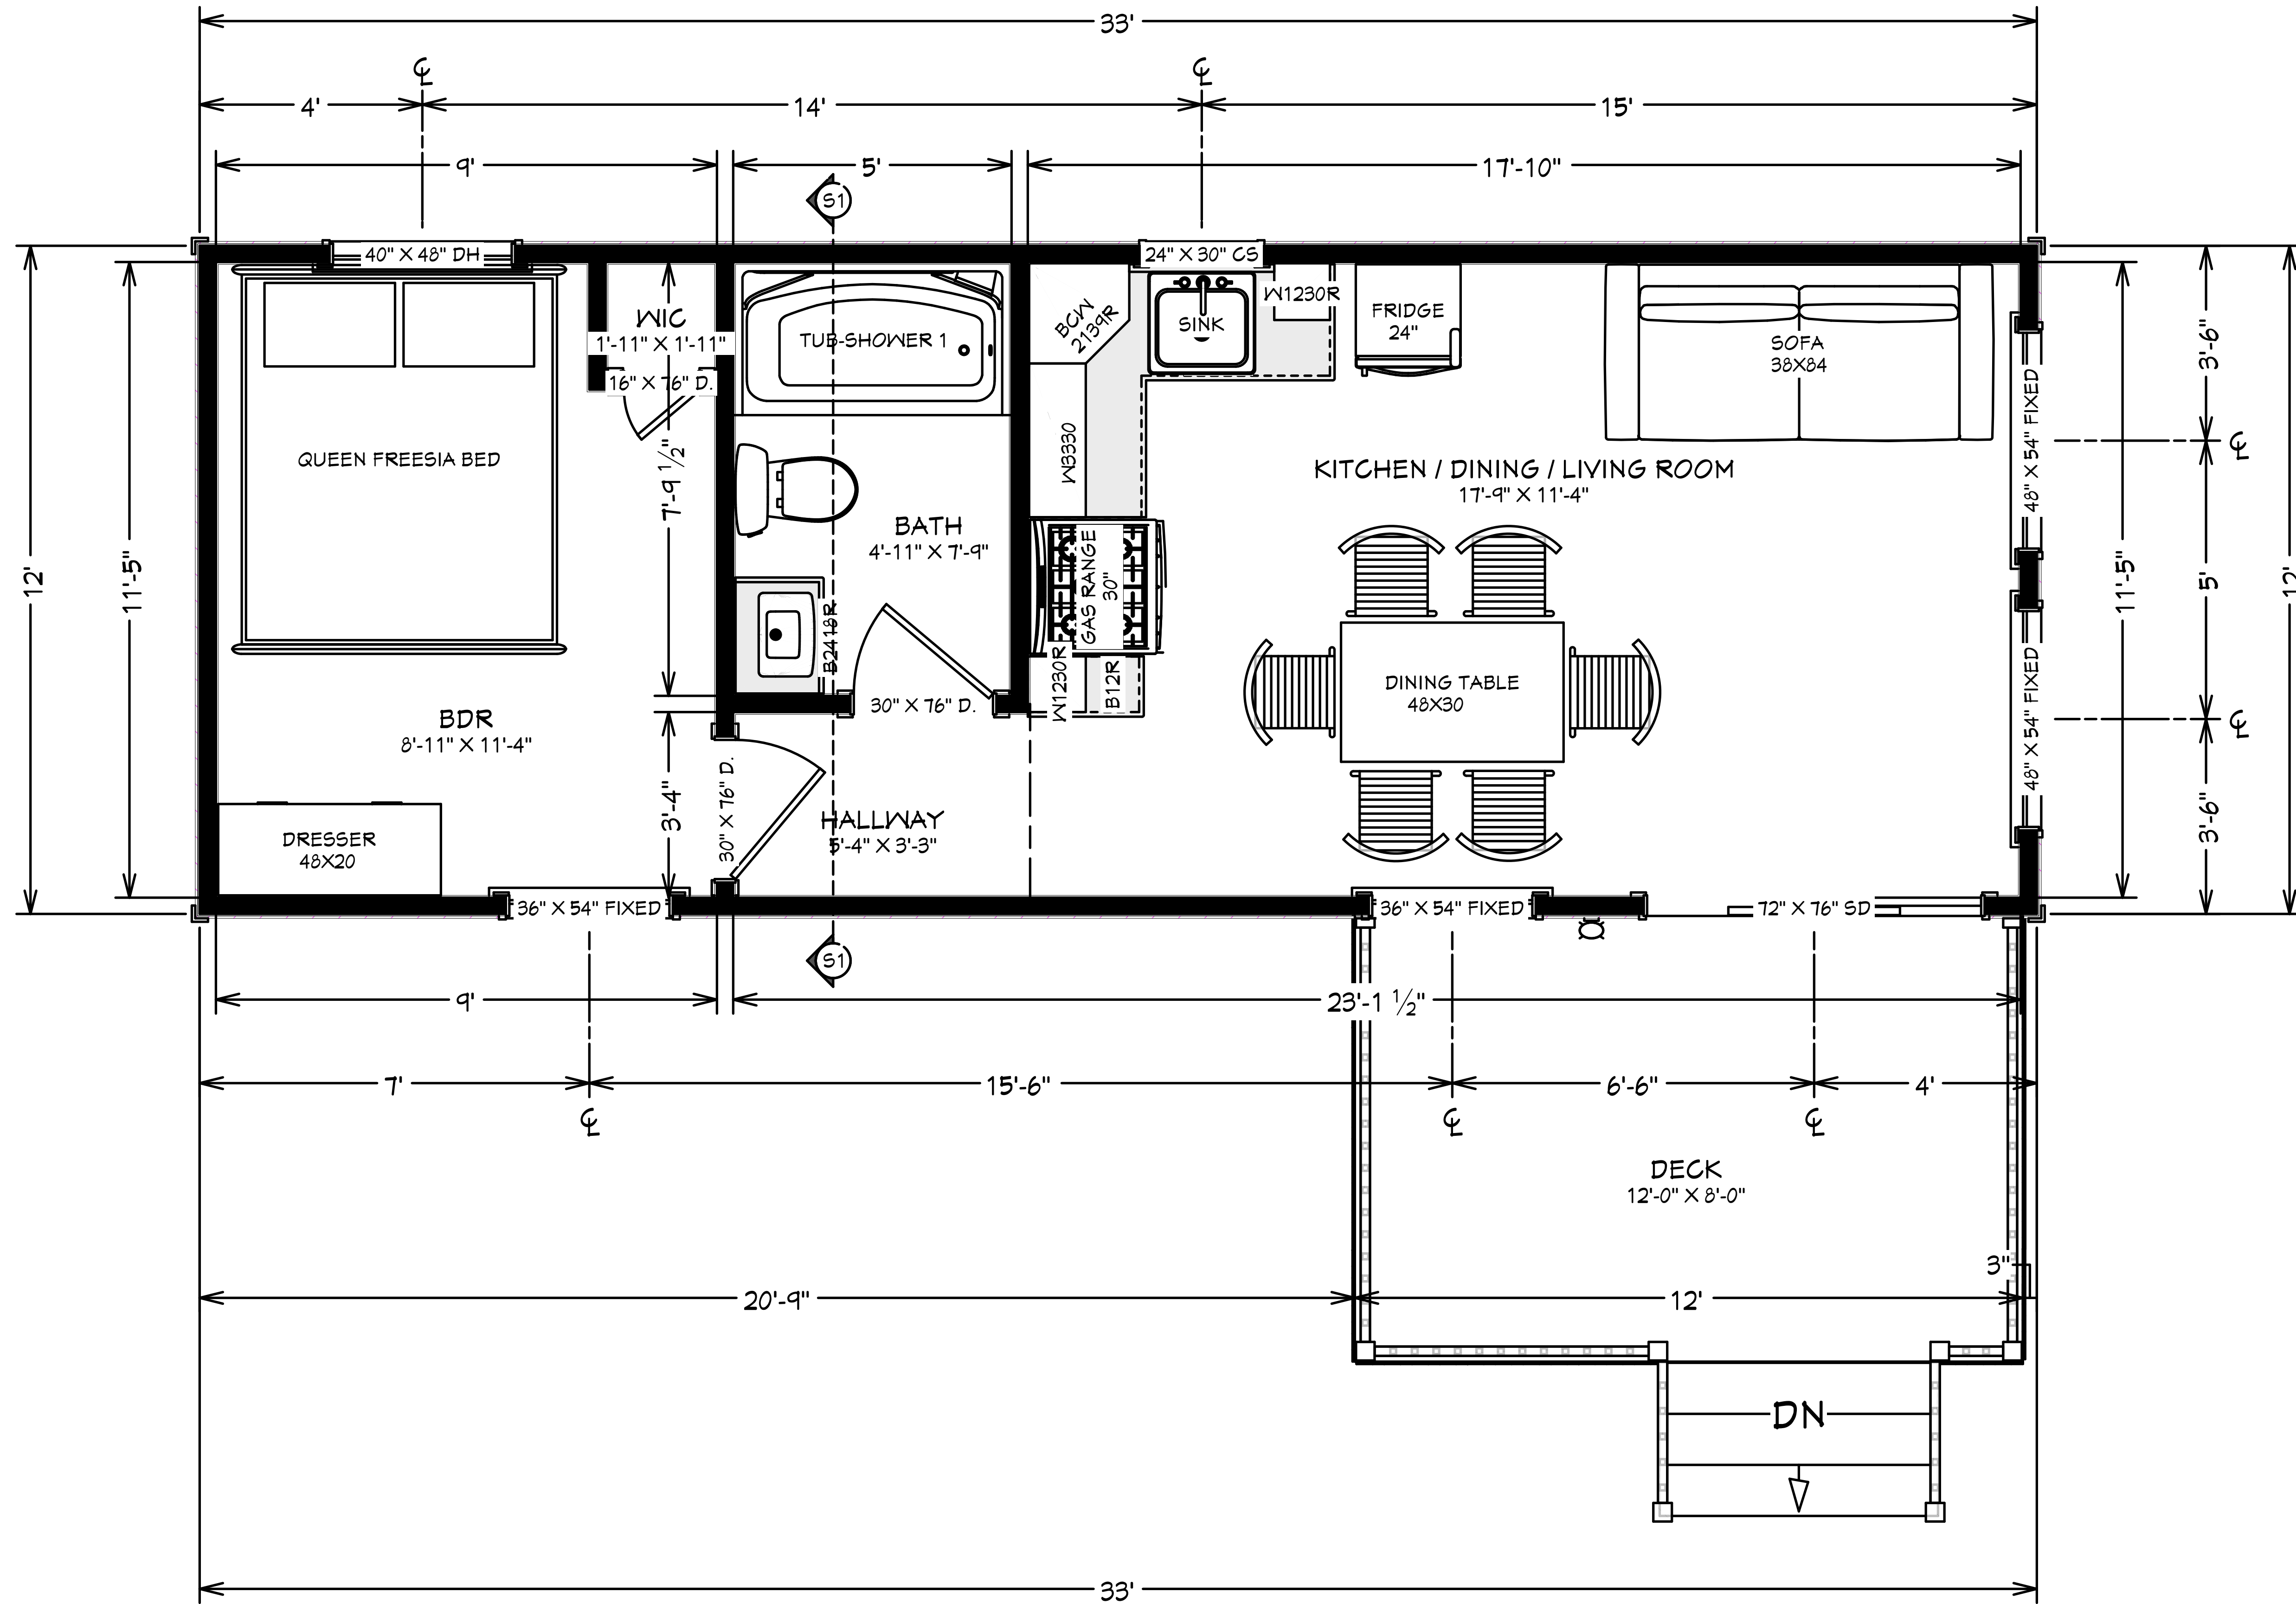 33'
℄
℄
4'
14'
15'
9'
5'
17'-10"
S1
40" X 48" DH
24" X 30" CS
WIC
1'-11" X 1'-11"
16" X 76" D.
TUB-SHOWER 1
BCW
2139R
SINK
W1230R
FRIDGE
24"
SOFA
38X84
3'-6"
48" X 54" FIXED
℄
QUEEN FREESIA BED
7'-9 1/2"
W3330
KITCHEN / DINING / LIVING ROOM
17'-9" X 11'-4"
BATH
4'-11" X 7'-9"
12'
11'-5"
GAS RANGE
30"
11'-5"
5'
12'
B2418R
W1230R
B12R
DINING TABLE
48X30
30" X 76" D.
BDR
8'-11" X 11'-4"
℄
48" X 54" FIXED
3'-4"
30" X 76" D.
HALLWAY
5'-4" X 3'-3"
3'-6"
DRESSER
48X20
36" X 54" FIXED
36" X 54" FIXED
72" X 76" SD
S1
9'
23'-1 1/2"
7'
15'-6"
6'-6"
4'
℄
℄
℄
DECK
12'-0" X 8'-0"
3"
20'-9"
12'
DN
33'